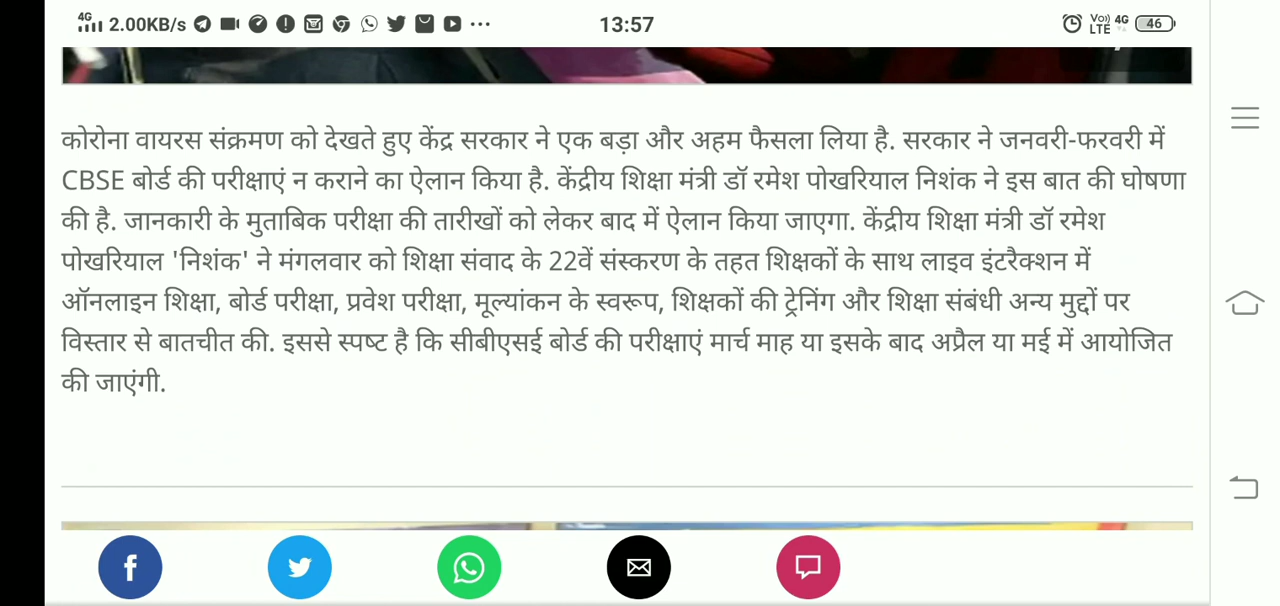 4G 2.00KB/s 13:57 Vo) LTE 4G 46
कोरोना वायरस संक्रमण को देखते हुए केंद्र सरकार ने एक बड़ा और अहम फैसला लिया है. सरकार ने जनवरी-फरवरी में
CBSE बोर्ड की परीक्षाएं न कराने का ऐलान किया है. केंद्रीय शिक्षा मंत्री डॉ रमेश पोखरियाल निशंक ने इस बात की घोषणा
की है. जानकारी के मुताबिक परीक्षा की तारीखों को लेकर बाद में ऐलान किया जाएगा. केंद्रीय शिक्षा मंत्री डॉ रमेश
पोखरियाल 'निशंक' ने मंगलवार को शिक्षा संवाद के 22वें संस्करण के तहत शिक्षकों के साथ लाइव इंटरैक्शन में
ऑनलाइन शिक्षा, बोर्ड परीक्षा, प्रवेश परीक्षा, मूल्यांकन के स्वरूप, शिक्षकों की ट्रेनिंग और शिक्षा संबंधी अन्य मुद्दों पर
विस्तार से बातचीत की. इससे स्पष्ट है कि सीबीएसई बोर्ड की परीक्षाएं मार्च माह या इसके बाद अप्रैल या मई में आयोजित
की जाएंगी.